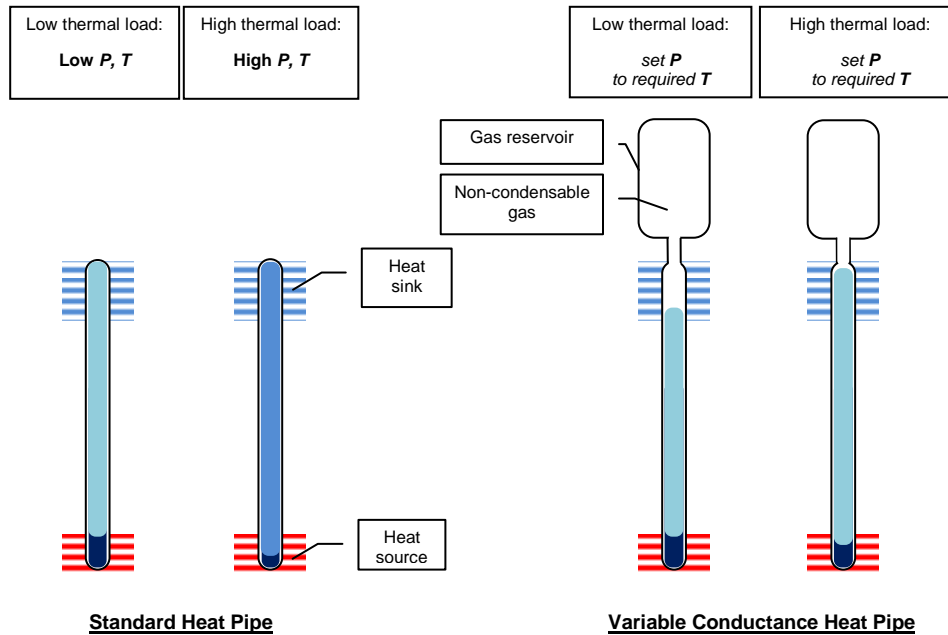 Low thermal load:
Low P, T
High thermal load:
High P, T
Low thermal load:
set P
to required T
High thermal load:
set P
to required T
Gas reservoir
Non-condensable
gas
Heat
sink
Heat
source
Standard Heat Pipe
Variable Conductance Heat Pipe